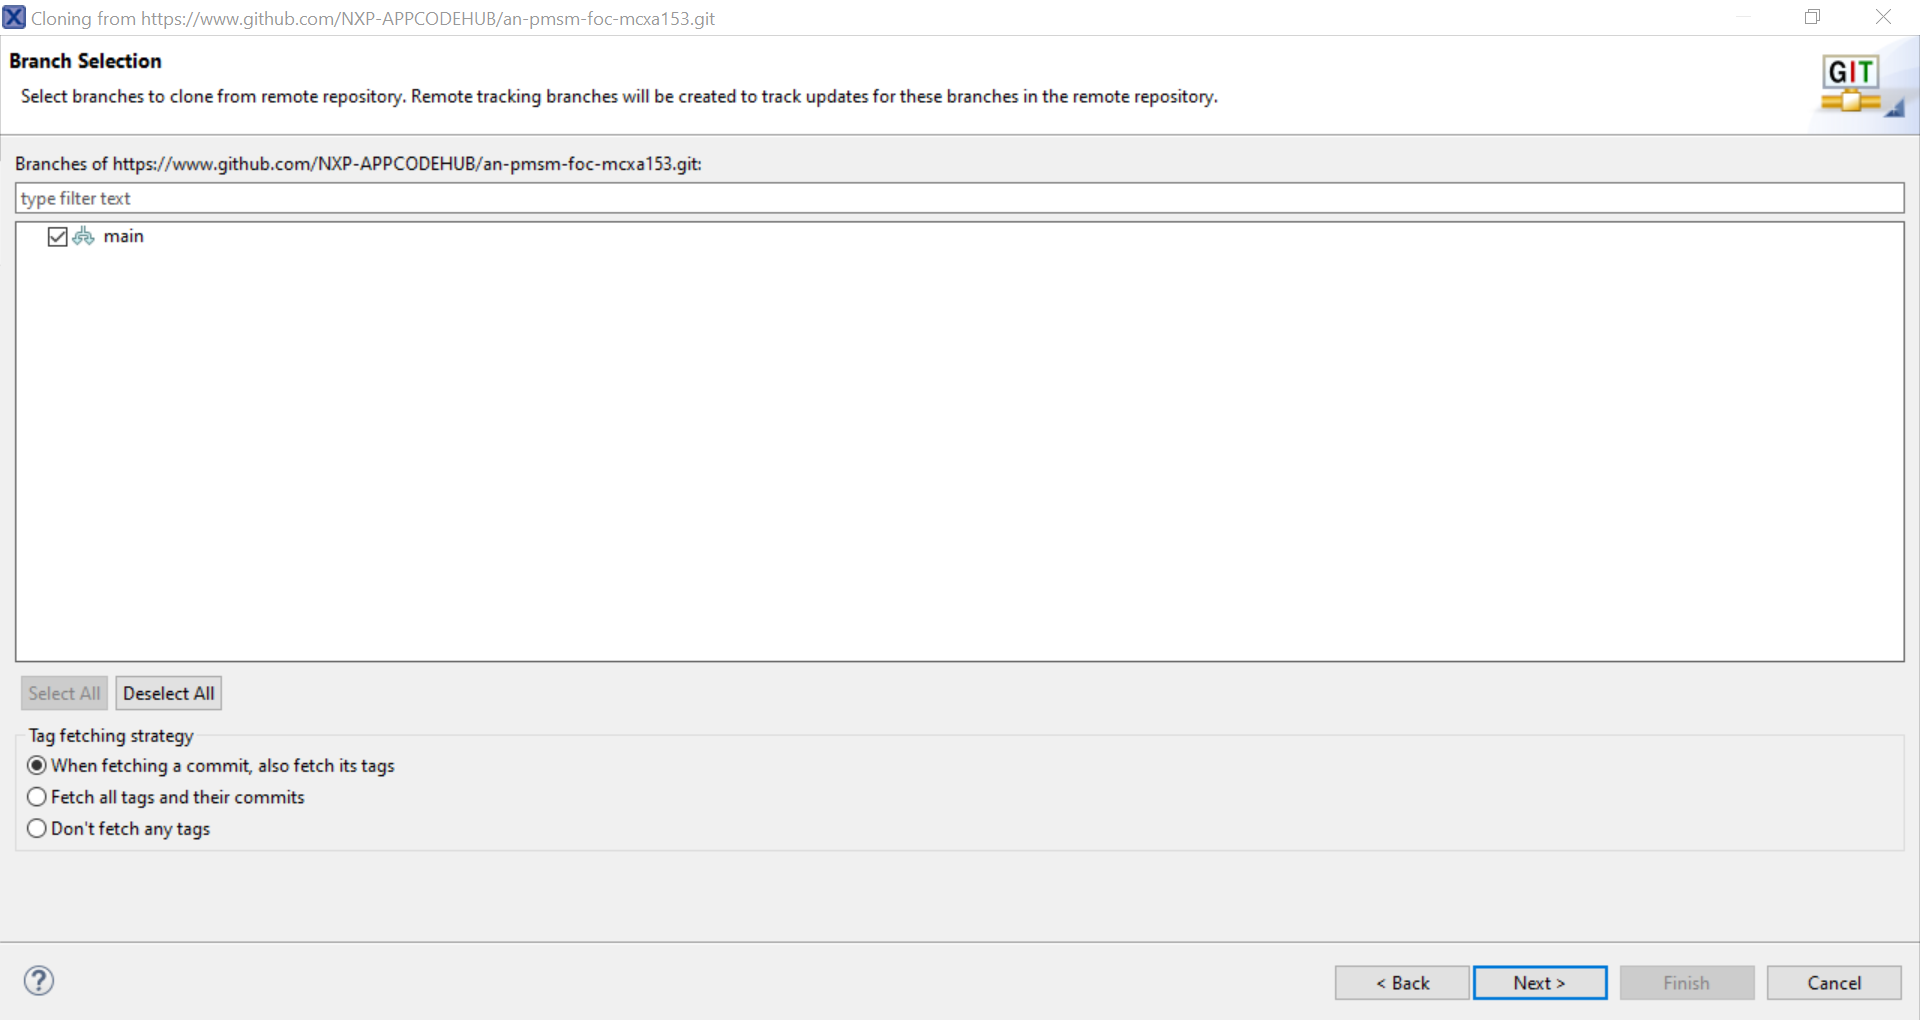 Cloning from https://www.github.com/NXP-APPCODEHUB/an-pmsm-foc-mcxa153.git
Branch Selection
Select branches to clone from remote repository. Remote tracking branches will be created to track updates for these branches in the remote repository.
GIT
Branches of https://www.github.com/NXP-APPCODEHUB/an-pmsm-foc-mcxa153.git:
type filter text
main
Select All Deselect All
Tag fetching strategy
When fetching a commit, also fetch its tags
Fetch all tags and their commits
Don't fetch any tags
? < Back Next > Finish Cancel